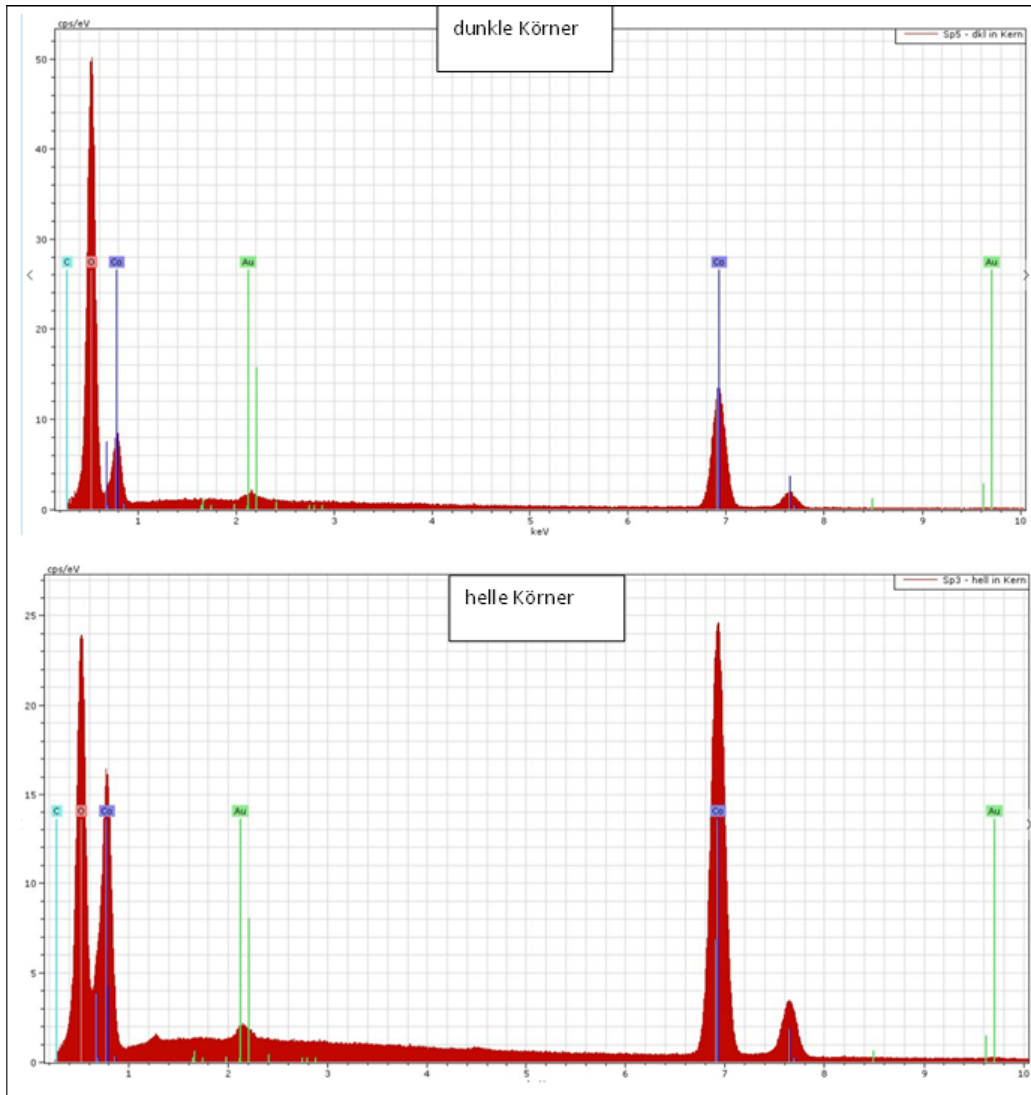 dunkle Körner
cps/eV
Sp5 - dkl in Kern
50
40
30
20
10
0
C
O
Co
Au
Co
Au
1
2
3
4
5
6
7
8
9
10
keV
helle Körner
cps/eV
Sp3 - hell in Kern
25
20
15
10
5
0
C
O
Co
Au
Co
Au
1
2
3
4
5
6
7
8
9
10